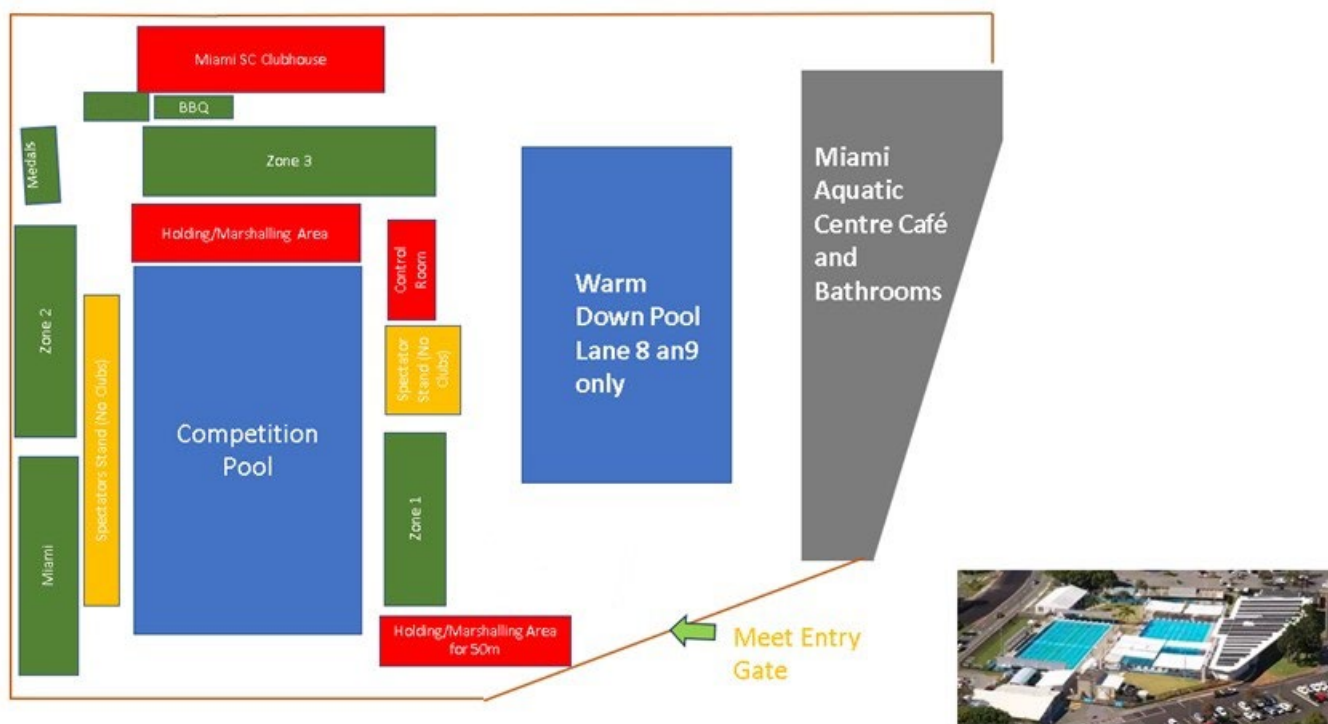 Miami SC Clubhouse
BBQ
Medals
Zone 3
Holding/Marshalling Area
Control
Room
Zone 2
Spectators Stand (No Clubs)
Spectator
Stand (No
Clubs)
Competition
Pool
Zone 1
Miami
Holding/Marshalling Area
for 50m
Warm
Down Pool
Lane 8 an9
only
Miami
Aquatic
Centre Café
and
Bathrooms
Meet Entry
Gate